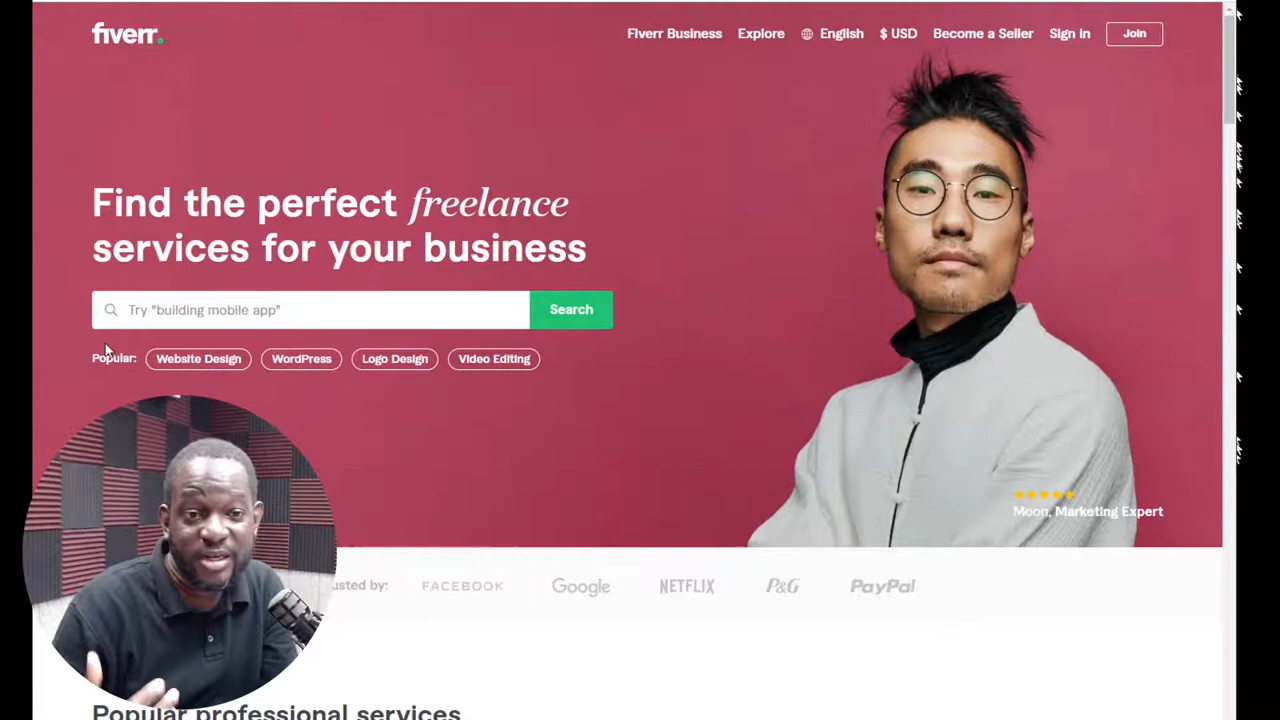 fiverr.
Fiverr Business Explore English $ USD Become a Seller Sign in Join
Find the perfect freelance
services for your business
Try "building mobile app"
Search
Popular: Website Design WordPress Logo Design Video Editing
Moon, Marketing Expert
usted by: FACEBOOK Google NETFLIX P&G PayPal
Popular professional services